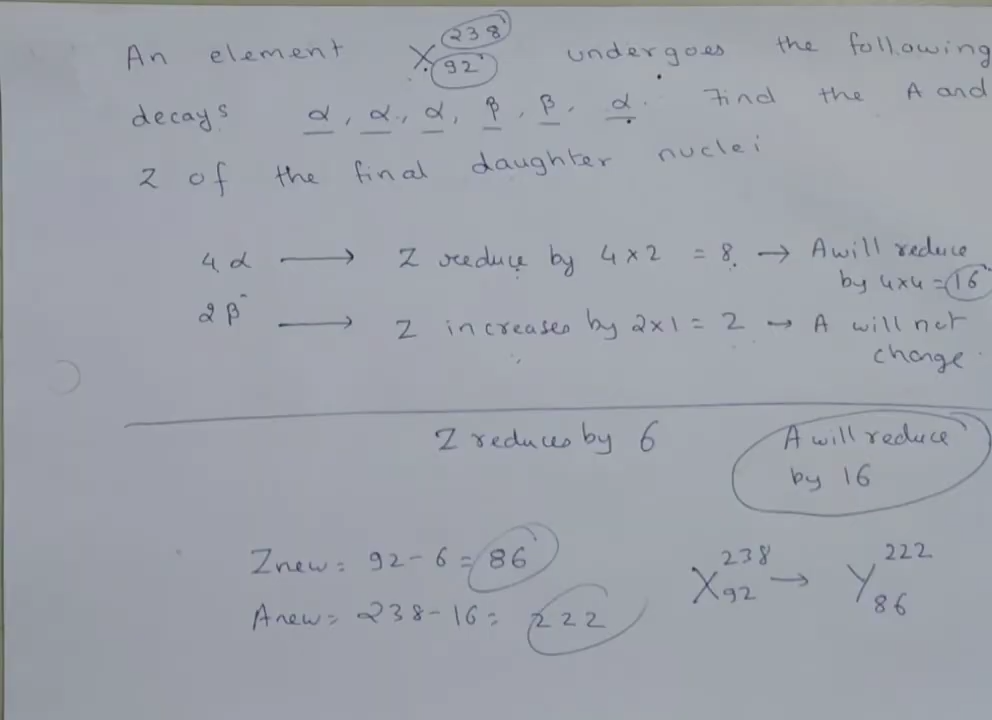 An element X 238 92 undergoes the following
decays α, α, α, β, β, α. Find the A and
Z of the final daughter nuclei
4 α ⟶ Z reduce by 4 × 2 = 8 → A will reduce
by 4×4 = 16
2 β⁻ ⟶ Z increases by 2×1 = 2 → A will not
change
Z reduces by 6 A will reduce
by 16
Znew = 92 - 6 = 86
Anew = 238 - 16 = 222
X 238 92 → Y 222 86